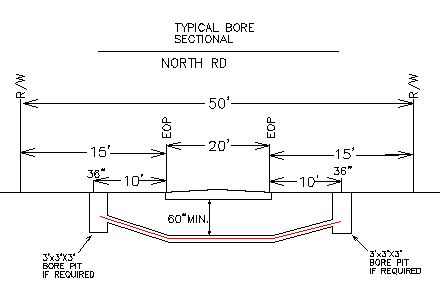 TYPICAL BORE
SECTIONAL
NORTH RD
R/W
R/W
50'
EOP
EOP
15'
20'
15'
36"
10'
10'
36"
60"MIN.
3'x3'x3'
BORE PIT
IF REQUIRED
3'x3'x3'
BORE PIT
IF REQUIRED